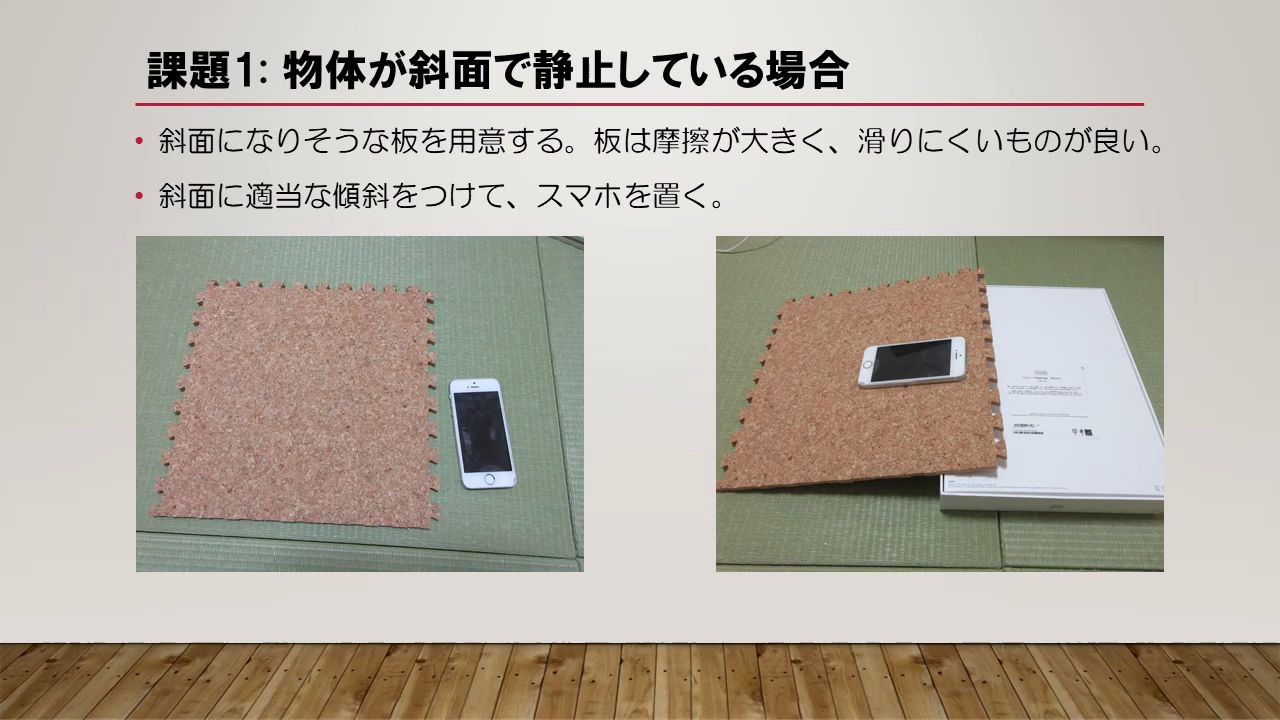 課題1: 物体が斜面で静止している場合
• 斜面になりそうな板を用意する。板は摩擦が大きく、滑りにくいものが良い。
• 斜面に適当な傾斜をつけて、スマホを置く。